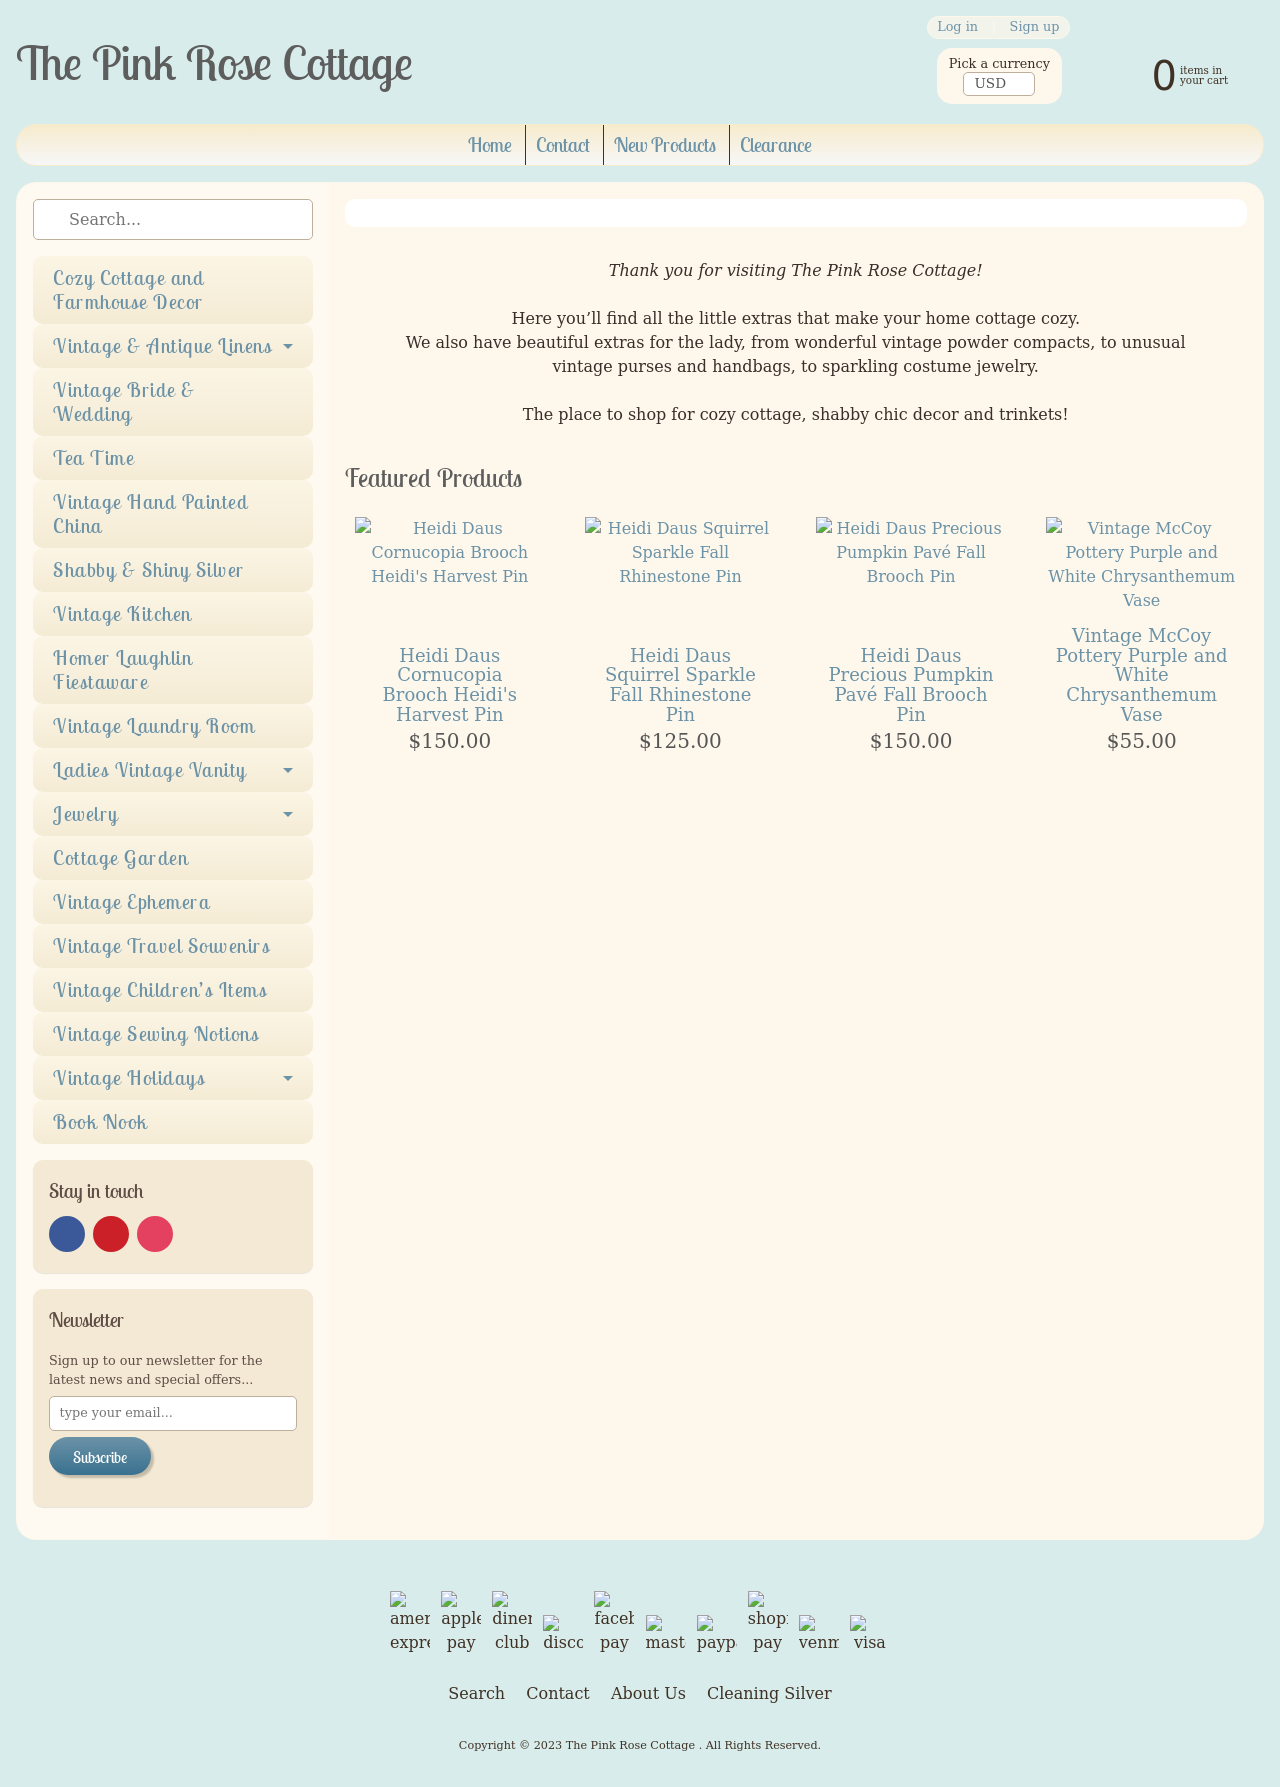 The Pink Rose Cottage
Log in
Sign up
Pick a currency
USD
0 items in
your cart
Home
Contact
New Products
Clearance
Search...
Cozy Cottage and
Farmhouse Decor
Vintage & Antique Linens
Vintage Bride &
Wedding
Tea Time
Vintage Hand Painted
China
Shabby & Shiny Silver
Vintage Kitchen
Homer Laughlin
Fiestaware
Vintage Laundry Room
Ladies Vintage Vanity
Jewelry
Cottage Garden
Vintage Ephemera
Vintage Travel Souvenirs
Vintage Children's Items
Vintage Sewing Notions
Vintage Holidays
Book Nook
Stay in touch
Newsletter
Sign up to our newsletter for the
latest news and special offers...
type your email...
Subscribe
Thank you for visiting The Pink Rose Cottage!
Here you’ll find all the little extras that make your home cottage cozy.
We also have beautiful extras for the lady, from wonderful vintage powder compacts, to unusual
vintage purses and handbags, to sparkling costume jewelry.
The place to shop for cozy cottage, shabby chic decor and trinkets!
Featured Products
Heidi Daus
Cornucopia Brooch
Heidi's Harvest Pin
Heidi Daus
Cornucopia
Brooch Heidi's
Harvest Pin
$150.00
Heidi Daus Squirrel
Sparkle Fall
Rhinestone Pin
Heidi Daus
Squirrel Sparkle
Fall Rhinestone
Pin
$125.00
Heidi Daus Precious
Pumpkin Pavé Fall
Brooch Pin
Heidi Daus
Precious Pumpkin
Pavé Fall Brooch
Pin
$150.00
Vintage McCoy
Pottery Purple and
White Chrysanthemum
Vase
Vintage McCoy
Pottery Purple and
White
Chrysanthemum
Vase
$55.00
amer
expre
apple
pay
diner
club
disco
faceb
pay
mast
payp
shop
pay
venm
visa
Search
Contact
About Us
Cleaning Silver
Copyright © 2023 The Pink Rose Cottage . All Rights Reserved.